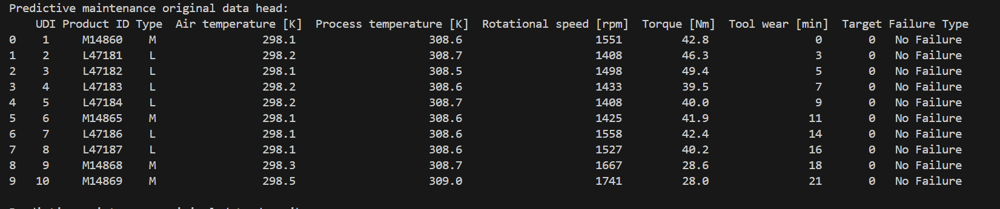 Predictive maintenance original data head:
UDI Product ID Type Air temperature [K] Process temperature [K] Rotational speed [rpm] Torque [Nm] Tool wear [min] Target Failure Type
0 1 M14860 M 298.1 308.6 1551 42.8 0 0 No Failure
1 2 L47181 L 298.2 308.7 1408 46.3 3 0 No Failure
2 3 L47182 L 298.1 308.5 1498 49.4 5 0 No Failure
3 4 L47183 L 298.2 308.6 1433 39.5 7 0 No Failure
4 5 L47184 L 298.2 308.7 1408 40.0 9 0 No Failure
5 6 M14865 M 298.1 308.6 1425 41.9 11 0 No Failure
6 7 L47186 L 298.1 308.6 1558 42.4 14 0 No Failure
7 8 L47187 L 298.1 308.6 1527 40.2 16 0 No Failure
8 9 M14868 M 298.3 308.7 1667 28.6 18 0 No Failure
9 10 M14869 M 298.5 309.0 1741 28.0 21 0 No Failure